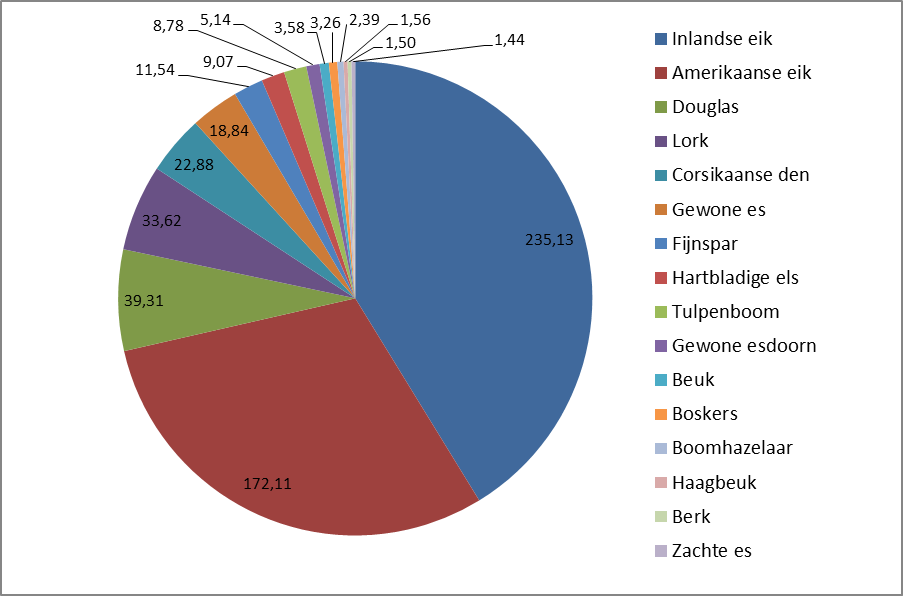 5,14
3,58
3,26
2,39
1,56
8,78
1,50
1,44
9,07
11,54
18,84
22,88
33,62
39,31
235,13
172,11
Inlandse eik
Amerikaanse eik
Douglas
Lork
Corsikaanse den
Gewone es
Fijnspar
Hartbladige els
Tulpenboom
Gewone esdoorn
Beuk
Boskers
Boomhazelaar
Haagbeuk
Berk
Zachte es